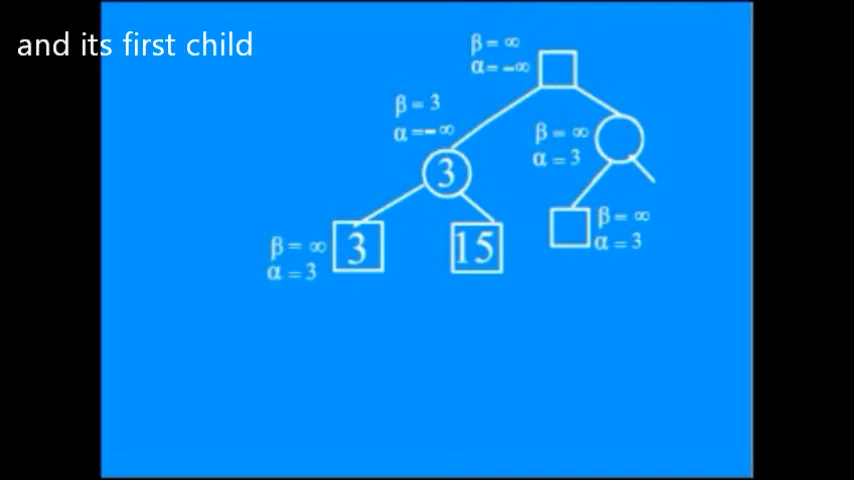 and its first child
β = ∞
α = -∞
β = 3
α = -∞
β = ∞
α = 3
3
β = ∞
α = 3
β = ∞
α = 3
3
15